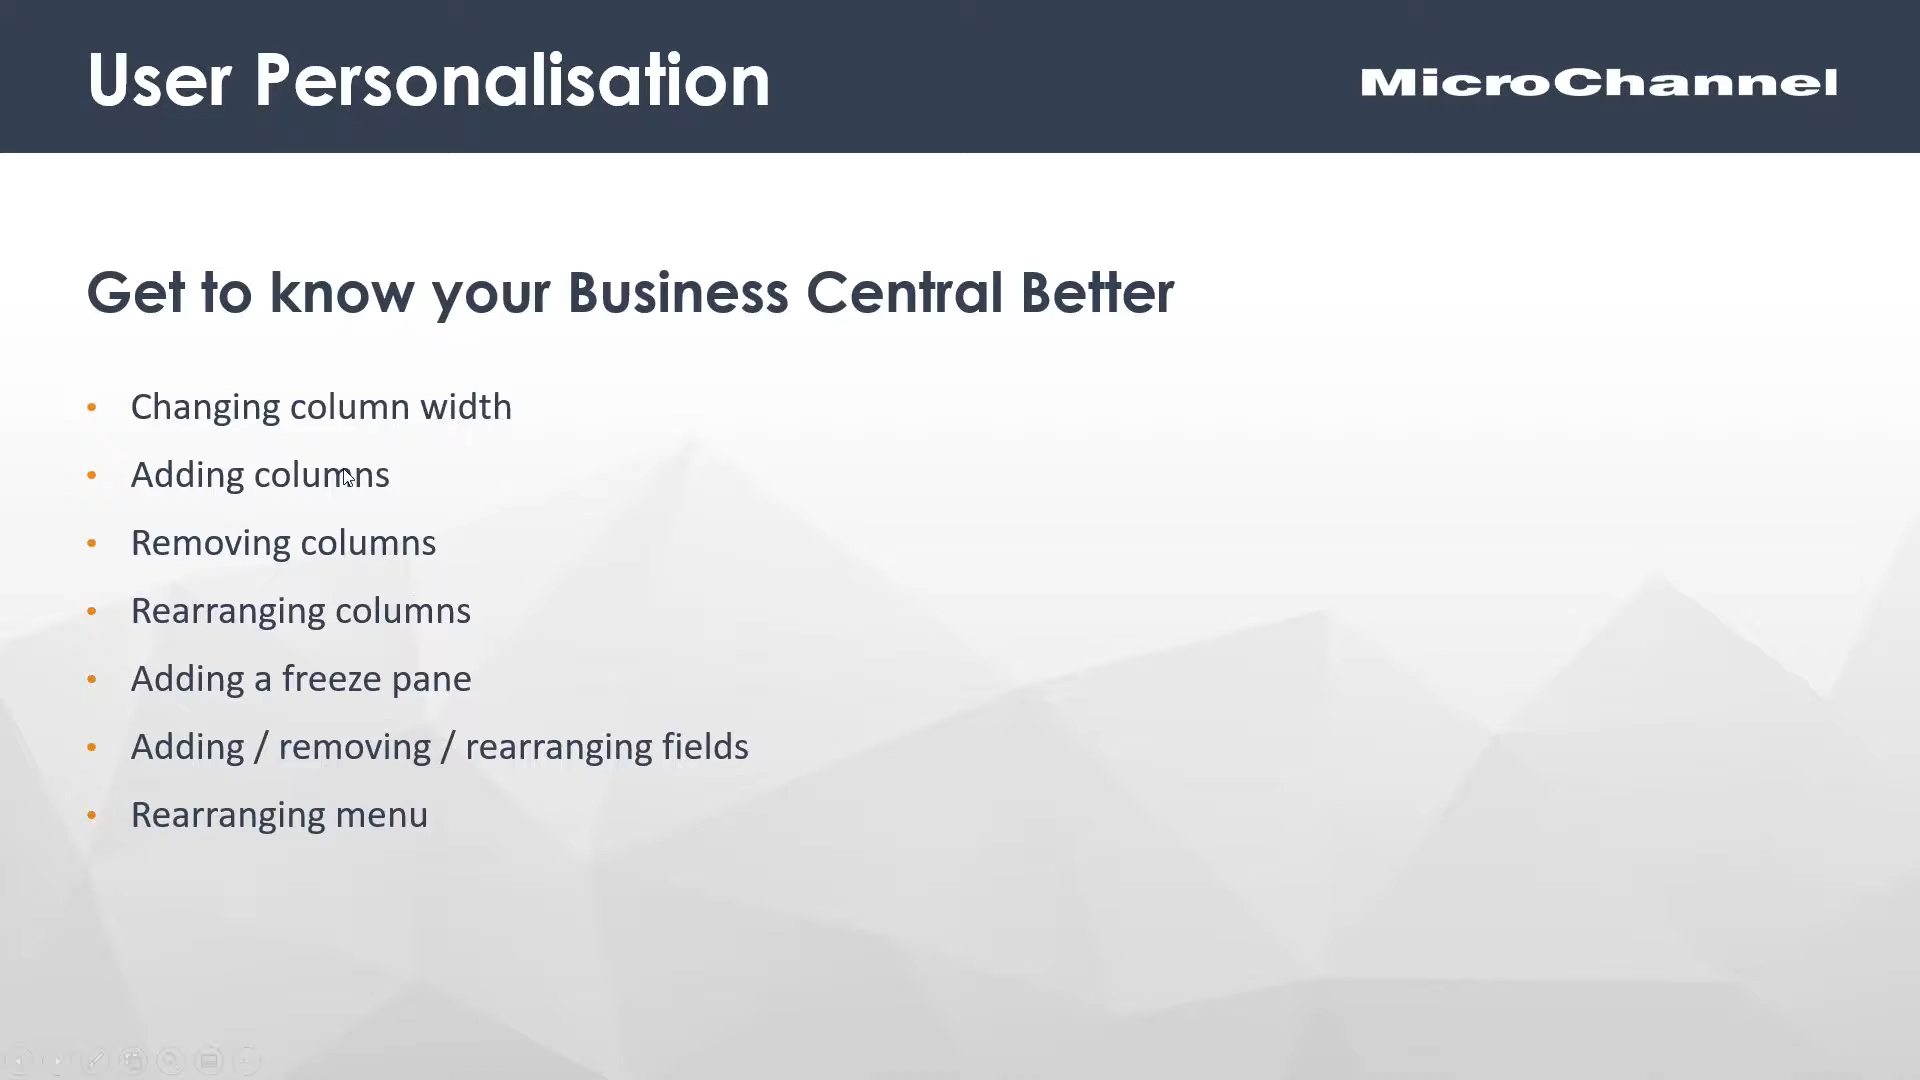 User Personalisation
MicroChannel
Get to know your Business Central Better
• Changing column width
• Adding columns
• Removing columns
• Rearranging columns
• Adding a freeze pane
• Adding / removing / rearranging fields
• Rearranging menu